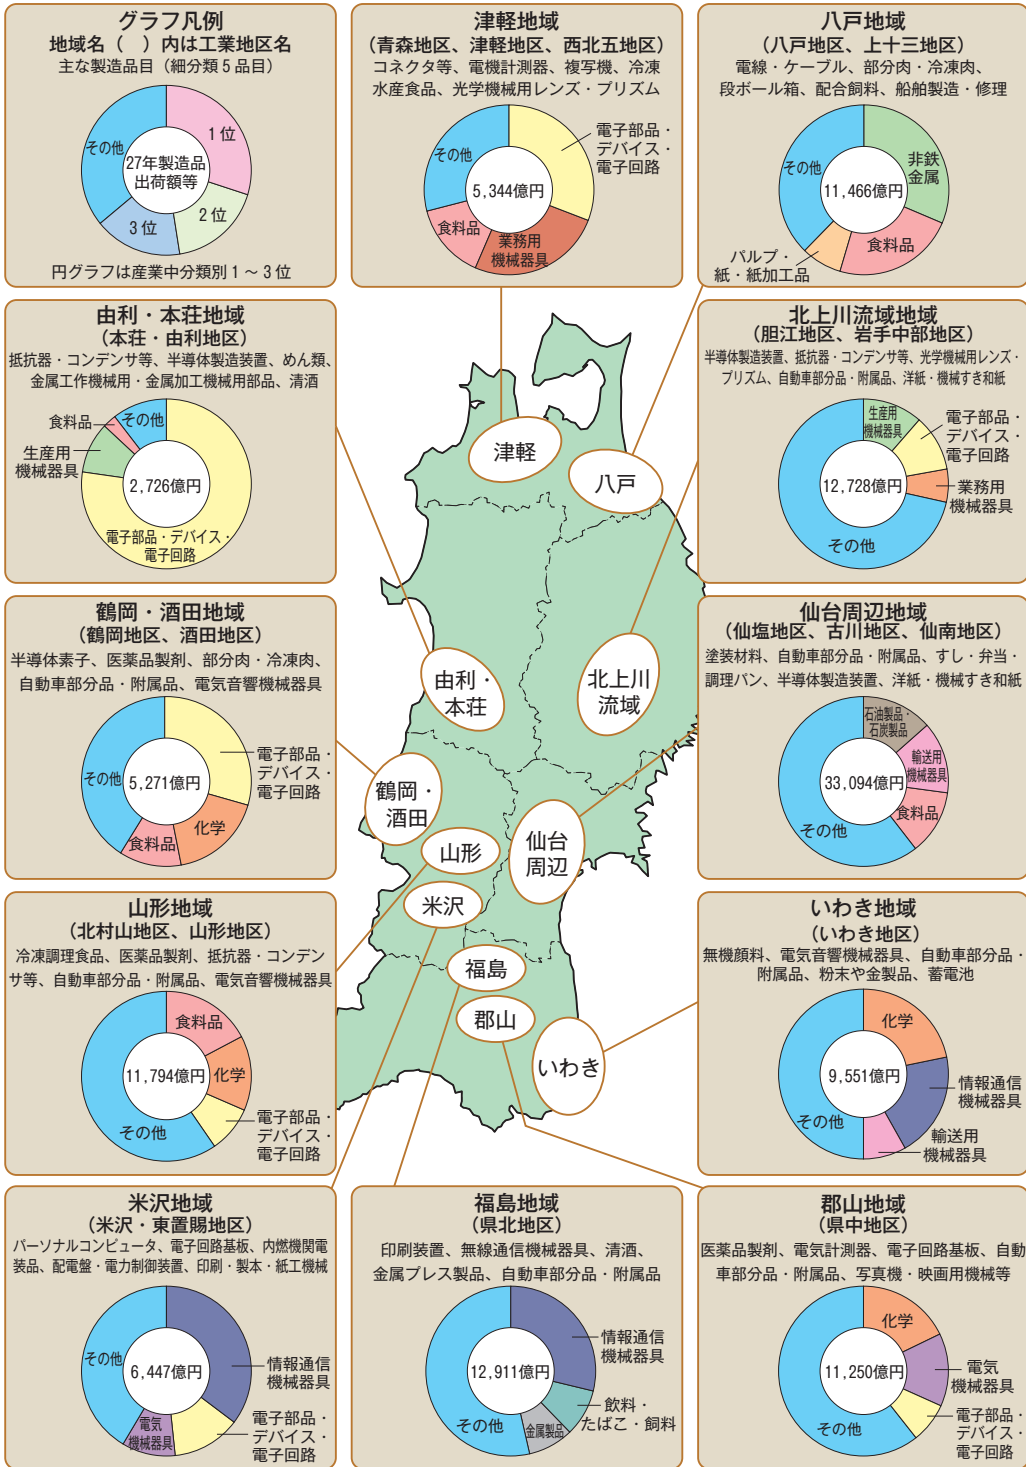 グラフ凡例
地域名（　）内は工業地区名
主な製造品目（細分類５品目）
1 位
2 位
3 位
その他
27年製造品
出荷額等
円グラフは産業中分類別 1 ～ 3 位
津軽地域
(青森地区、津軽地区、西北五地区)
コネクタ等、電機計測器、複写機、冷凍
水産食品、光学機械用レンズ・プリズム
電子部品・
デバイス・
電子回路
業務用
機械器具
食料品
その他
5,344億円
八戸地域
(八戸地区、上十三地区)
電線・ケーブル、部分肉・冷凍肉、
段ボール箱、配合飼料、船舶製造・修理
非鉄
金属
食料品
パルプ・
紙・紙加工品
その他
11,466億円
由利・本荘地域
(本荘・由利地区)
抵抗器・コンデンサ等、半導体製造装置、めん類、
金属工作機械用・金属加工機械用部品、清酒
食料品
その他
生産用
機械器具
2,726億円
電子部品・デバイス・
電子回路
北上川流域地域
(胆江地区、岩手中部地区)
半導体製造装置、抵抗器・コンデンサ等、光学機械用レンズ・
プリズム、自動車部品・附属品、洋紙・機械すき和紙
生産用
機械器具
電子部品・
デバイス・
電子回路
業務用
機械器具
12,728億円
その他
鶴岡・酒田地域
(鶴岡地区、酒田地区)
半導体素子、医薬品製剤、部分肉・冷凍肉、
自動車部分品・附属品、電気音響機械器具
電子部品・
デバイス・
電子回路
化学
食料品
その他
5,271億円
仙台周辺地域
(仙塩地区、古川地区、仙南地区)
塗装材料、自動車部分品・附属品、すし・弁当・
調理パン、半導体製造装置、洋紙・機械すき和紙
石油製品・
石炭製品
輸送用
機械器具
食料品
その他
33,094億円
山形地域
(北村山地区、山形地区)
冷凍調理食品、医薬品製剤、抵抗器・コンデン
サ等、自動車部分品・附属品、電気音響機械器具
食料品
化学
電子部品・
デバイス・
電子回路
その他
11,794億円
いわき地域
(いわき地区)
無機顔料、電気音響機械器具、自動車部分品・
附属品、粉末や金製品、蓄電池
化学
情報通信
機械器具
輸送用
機械器具
その他
9,551億円
米沢地域
(米沢・東置賜地区)
パーソナルコンピュータ、電子回路基板、内燃機関電
装品、配電盤・電力制御装置、印刷・製本・紙工機械
情報通信
機械器具
電子部品・
デバイス・
電子回路
電気
機械器具
その他
6,447億円
福島地域
(県北地区)
印刷装置、無線通信機械器具、清酒、
金属プレス製品、自動車部分品・附属品
情報通信
機械器具
飲料・
たばこ・飼料
金属製品
その他
12,911億円
郡山地域
(県中地区)
医薬品製剤、電気計測器、電子回路基板、自動
車部分品・附属品、写真機・映画用機械等
化学
電気
機械器具
電子部品・
デバイス・
電子回路
その他
11,250億円
津軽
八戸
由利・
本荘
北上川
流域
鶴岡・
酒田
山形
仙台
周辺
米沢
福島
郡山
いわき